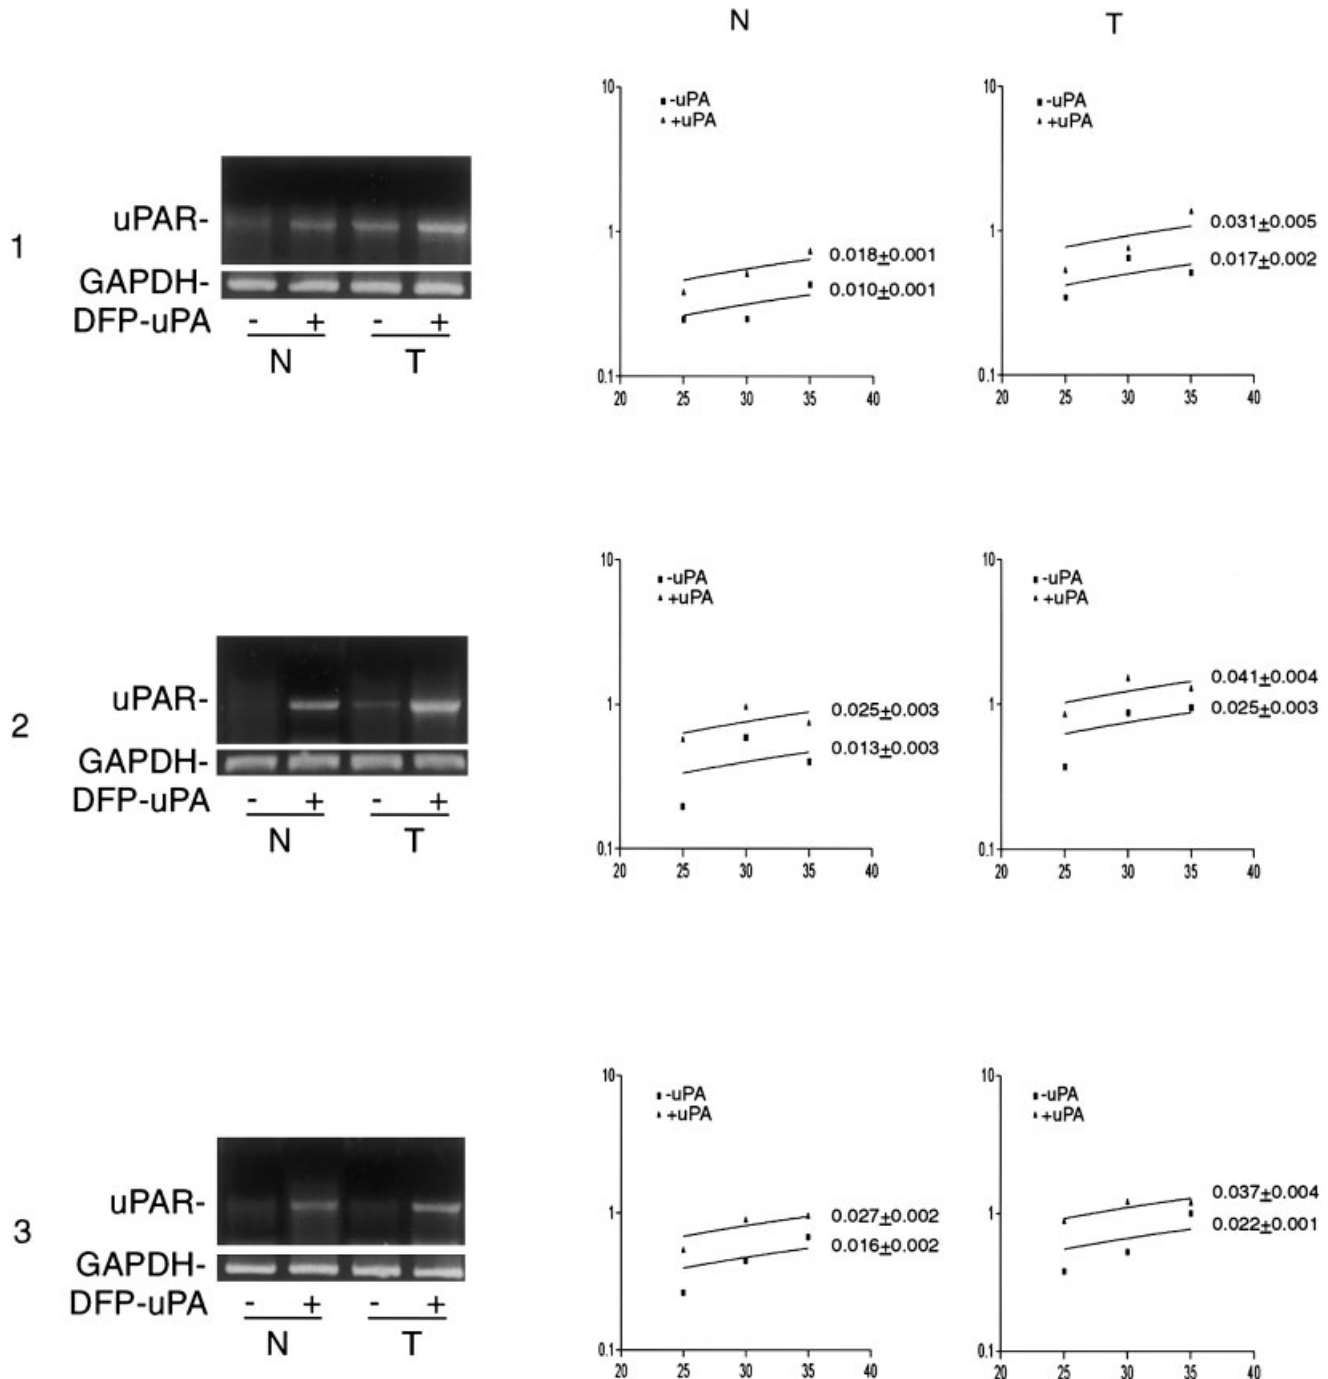 N
T
1
uPAR-
GAPDH-
DFP-uPA - + - +
N T
10
1
0.1
20 25 30 35 40
-uPA
+uPA
0.018±0.001
0.010±0.001
10
1
0.1
20 25 30 35 40
-uPA
+uPA
0.031±0.005
0.017±0.002
2
uPAR-
GAPDH-
DFP-uPA - + - +
N T
10
1
0.1
20 25 30 35 40
-uPA
+uPA
0.025±0.003
0.013±0.003
10
1
0.1
20 25 30 35 40
-uPA
+uPA
0.041±0.004
0.025±0.003
3
uPAR-
GAPDH-
DFP-uPA - + - +
N T
10
1
0.1
20 25 30 35 40
-uPA
+uPA
0.027±0.002
0.016±0.002
10
1
0.1
20 25 30 35 40
-uPA
+uPA
0.037±0.004
0.022±0.001